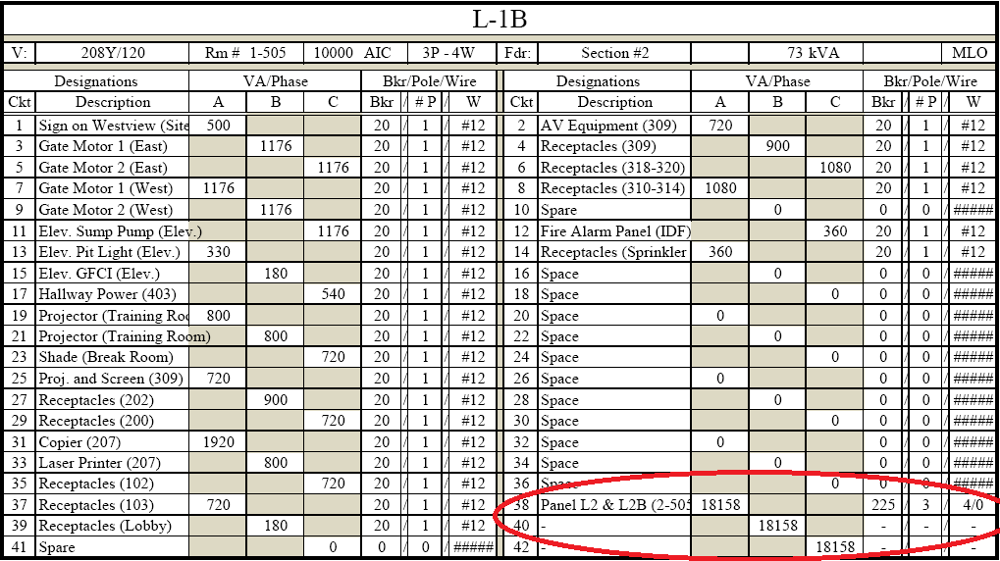 L-1B
V: 208Y/120 Rm # 1-505 10000 AIC 3P - 4W Fdr: Section #2 73 kVA MLO
Designations VA/Phase Bkr/Pole/Wire Designations VA/Phase Bkr/Pole/Wire
Ckt Description A B C Bkr / # P / W Ckt Description A B C Bkr / # P / W
1 Sign on Westview (Site 500 20 / 1 / #12 2 AV Equipment (309) 720 20 / 1 / #12
3 Gate Motor 1 (East) 1176 20 / 1 / #12 4 Receptacles (309) 900 20 / 1 / #12
5 Gate Motor 2 (East) 1176 20 / 1 / #12 6 Receptacles (318-320) 1080 20 / 1 / #12
7 Gate Motor 1 (West) 1176 20 / 1 / #12 8 Receptacles (310-314) 1080 20 / 1 / #12
9 Gate Motor 2 (West) 1176 20 / 1 / #12 10 Spare 0 0 / 0 / #####
11 Elev. Sump Pump (Elev.) 1176 20 / 1 / #12 12 Fire Alarm Panel (IDF) 360 20 / 1 / #12
13 Elev. Pit Light (Elev.) 330 20 / 1 / #12 14 Receptacles (Sprinkler 360 20 / 1 / #12
15 Elev. GFCI (Elev.) 180 20 / 1 / #12 16 Space 0 0 / 0 / #####
17 Hallway Power (403) 540 20 / 1 / #12 18 Space 0 0 / 0 / #####
19 Projector (Training Roo 800 20 / 1 / #12 20 Space 0 0 / 0 / #####
21 Projector (Training Room) 800 20 / 1 / #12 22 Space 0 0 / 0 / #####
23 Shade (Break Room) 720 20 / 1 / #12 24 Space 0 0 / 0 / #####
25 Proj. and Screen (309) 720 20 / 1 / #12 26 Space 0 0 / 0 / #####
27 Receptacles (202) 900 20 / 1 / #12 28 Space 0 0 / 0 / #####
29 Receptacles (200) 720 20 / 1 / #12 30 Space 0 0 / 0 / #####
31 Copier (207) 1920 20 / 1 / #12 32 Space 0 0 / 0 / #####
33 Laser Printer (207) 800 20 / 1 / #12 34 Space 0 0 / 0 / #####
35 Receptacles (102) 720 20 / 1 / #12 36 Space 0 0 / 0 / #####
37 Receptacles (103) 720 20 / 1 / #12 38 Panel L2 & L2B (2-505 18158 225 / 3 / 4/0
39 Receptacles (Lobby) 180 20 / 1 / #12 40 - 18158 - / - / -
41 Spare 0 0 / 0 / ##### 42 - 18158 - / - / -